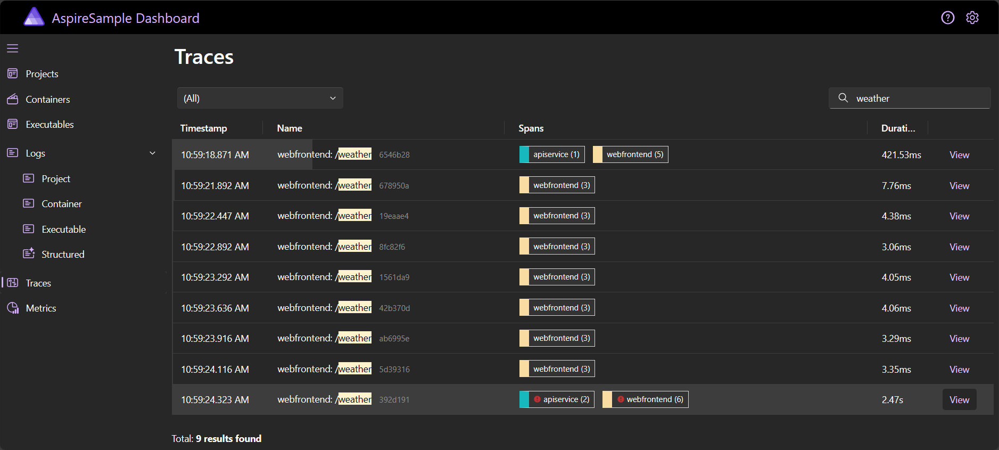 AspireSample Dashboard
Projects
Containers
Executables
Logs
Project
Container
Executable
Structured
Traces
Metrics
Traces
(All)
weather
Timestamp Name Spans Durati...
10:59:18.871 AM webfrontend: /weather 6546b28 apiservice (1) webfrontend (5) 421.53ms View
10:59:21.892 AM webfrontend: /weather 678950a webfrontend (3) 7.76ms View
10:59:22.447 AM webfrontend: /weather 19eaae4 webfrontend (3) 4.38ms View
10:59:22.892 AM webfrontend: /weather 8fc82f6 webfrontend (3) 3.06ms View
10:59:23.292 AM webfrontend: /weather 1561da9 webfrontend (3) 4.05ms View
10:59:23.636 AM webfrontend: /weather 42b370d webfrontend (3) 4.06ms View
10:59:23.916 AM webfrontend: /weather ab6995e webfrontend (3) 3.29ms View
10:59:24.116 AM webfrontend: /weather 5d39316 webfrontend (3) 3.35ms View
10:59:24.323 AM webfrontend: /weather 392d191 apiservice (2) webfrontend (6) 2.47s View
Total: 9 results found